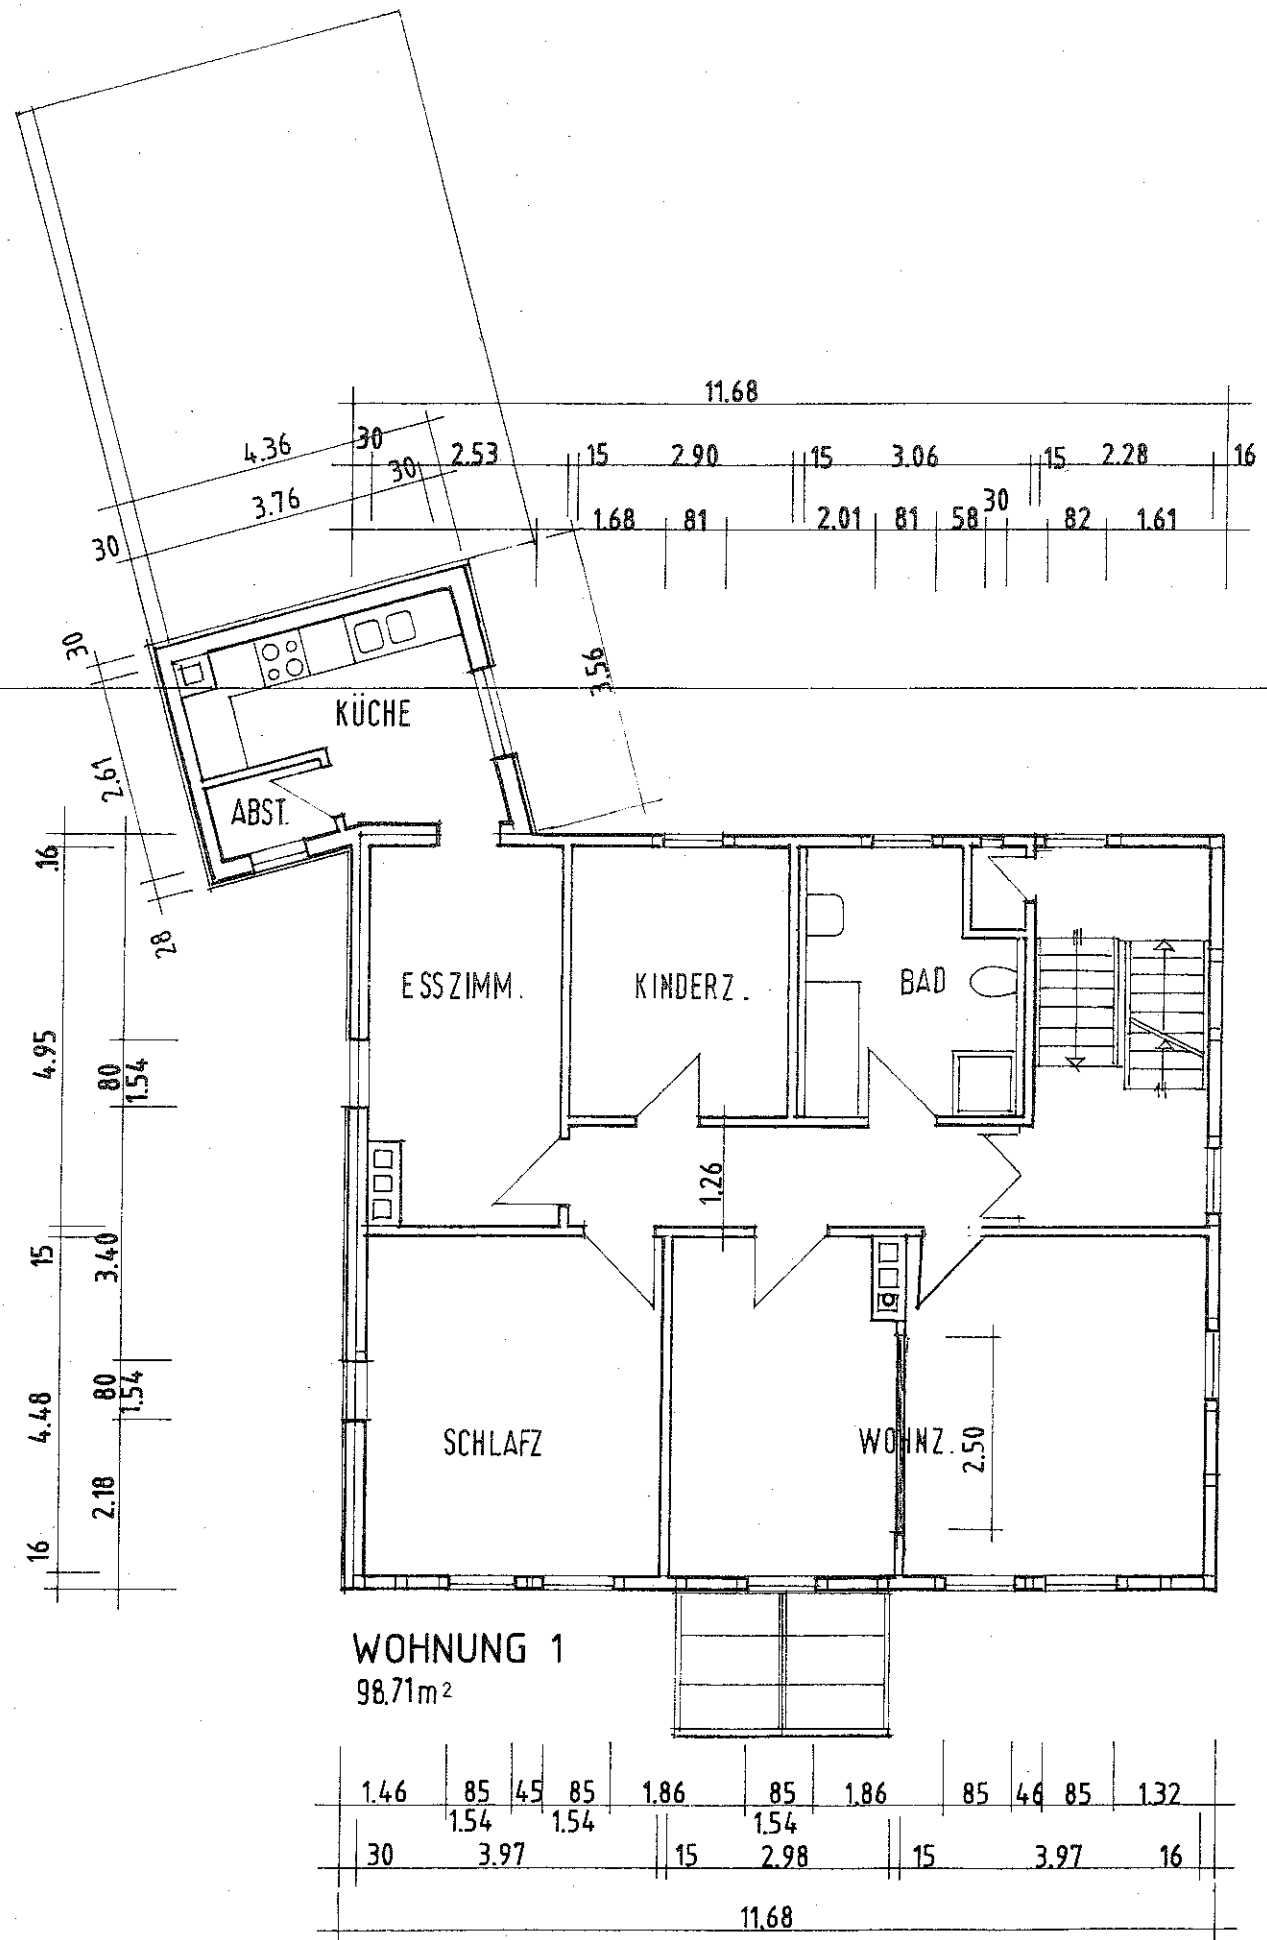 11.68
4.36 30 2.53 15 2.90 15 3.06 15 2.28 16
3.76 30
30 1.68 81 2.01 81 58 30 82 1.61
30
3.56
KÜCHE
2.61
ABST.
.16
28
ESSZIMM. KINDERZ. BAD
4.95
80
1.54
1.26
15
3.40
80
1.54
4.48
SCHLAFZ WOHNZ. 2.50
2.18
16
WOHNUNG 1
98.71m²
1.46 85 45 85 1.86 85 1.86 85 46 85 1.32
1.54 1.54 1.54
30 3.97 15 2.98 15 3.97 16
11.68